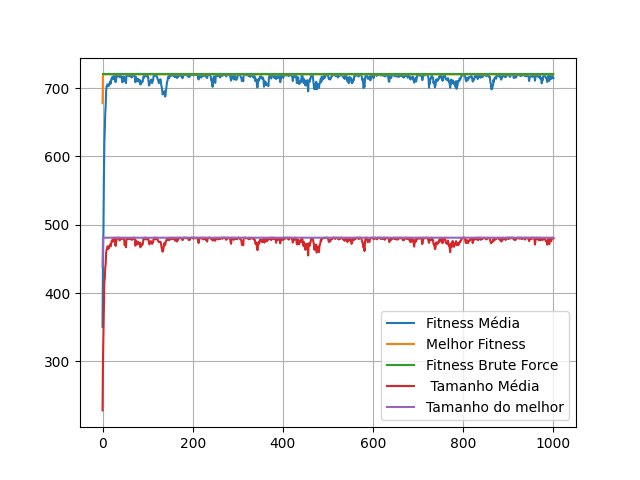 700
600
500
400
300
0
200
400
600
800
1000
Fitness Média
Melhor Fitness
Fitness Brute Force
Tamanho Média
Tamanho do melhor